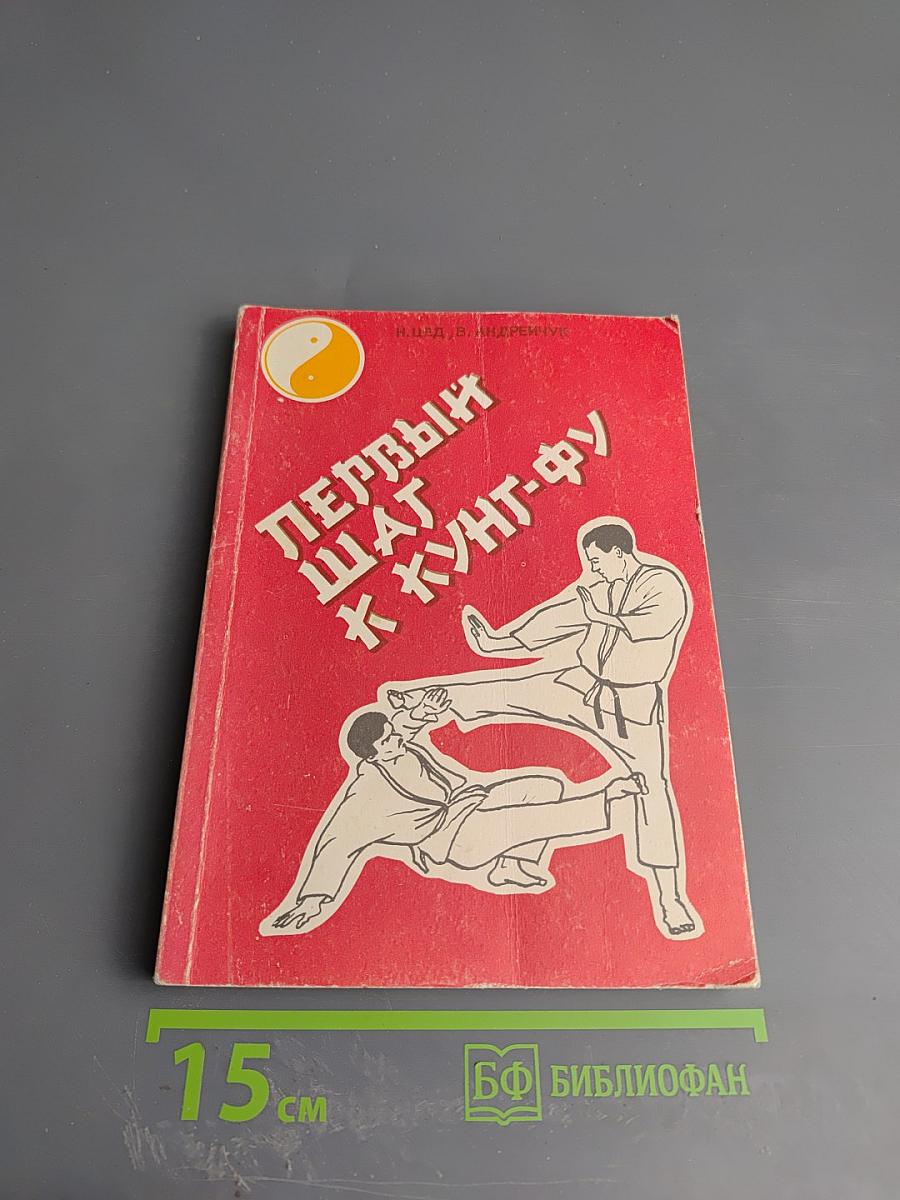 Н. ЦАД, В. АНДРЕЙЧУК
ПЕРВЫЙ
ШАГ
К КУНГ-ФУ
15 см
БФ БИБЛИОФАН